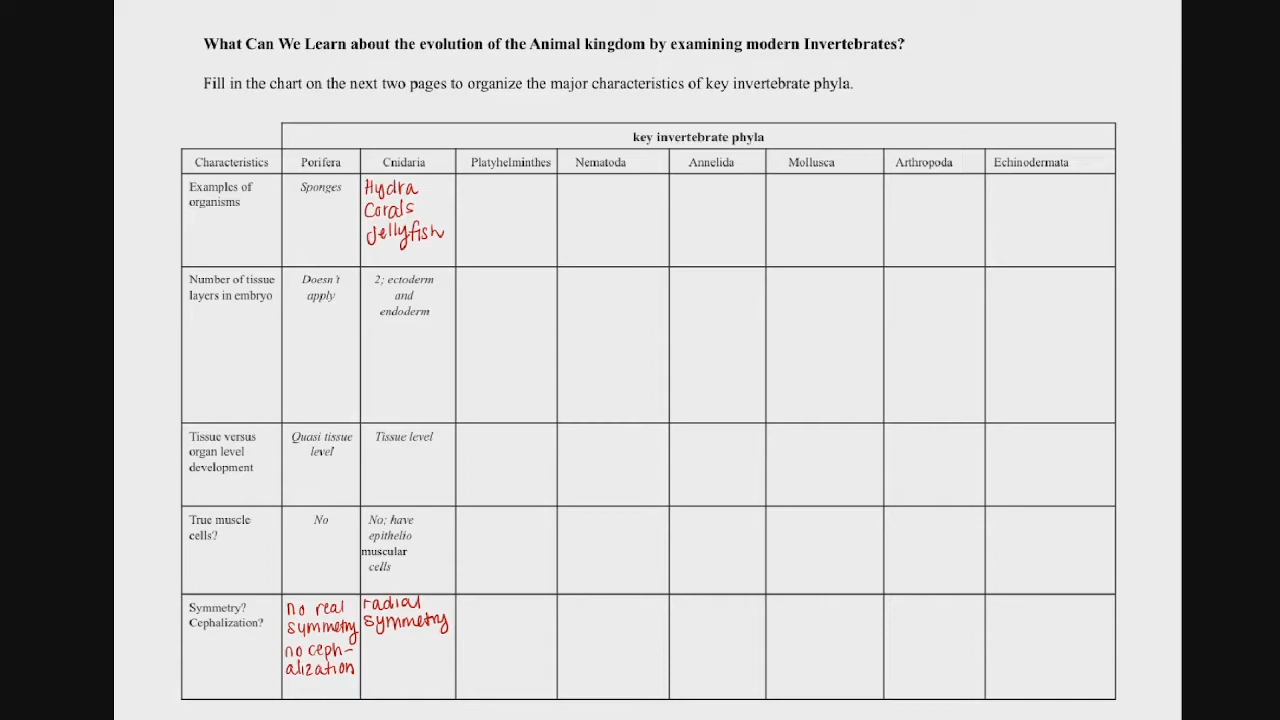 What Can We Learn about the evolution of the Animal kingdom by examining modern Invertebrates?
Fill in the chart on the next two pages to organize the major characteristics of key invertebrate phyla.
key invertebrate phyla
Characteristics Porifera Cnidaria Platyhelminthes Nematoda Annelida Mollusca Arthropoda Echinodermata
Examples of
organisms
Sponges
Hydra
Corals
Jellyfish
Number of tissue
layers in embryo
Doesn't
apply
2; ectoderm
and
endoderm
Tissue versus
organ level
development
Quasi tissue
level
Tissue level
True muscle
cells?
No
No; have
epithelio
muscular
cells
Symmetry?
Cephalization?
no real
symmetry
no ceph-
alization
radial
symmetry